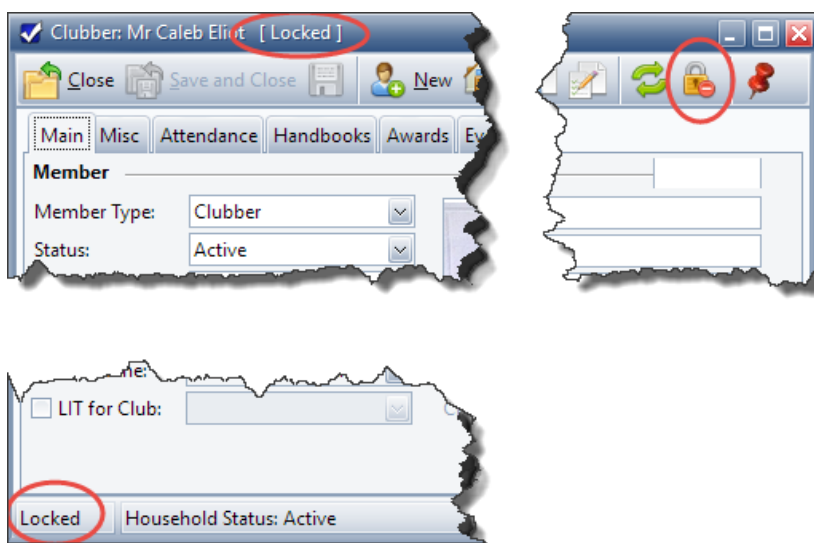 Clubber: Mr Caleb Eliot [ Locked ]
Close Save and Close New
Main Misc Attendance Handbooks Awards
Member
Member Type: Clubber
Status: Active
LIT for Club:
Locked Household Status: Active